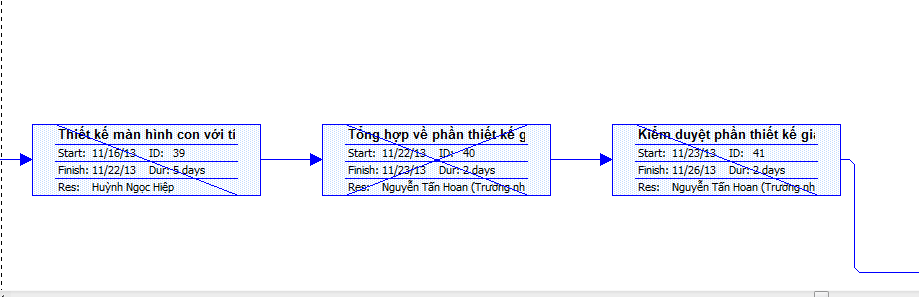 Thiết kế màn hình con với ti
Start: 11/16/13 ID: 39
Finish: 11/22/13 Dur: 5 days
Res: Huỳnh Ngọc Hiệp
Tổng hợp về phần thiết kế g
Start: 11/22/13 ID: 40
Finish: 11/23/13 Dur: 2 days
Res: Nguyễn Tấn Hoan (Trưởng nh
Kiểm duyệt phần thiết kế gia
Start: 11/23/13 ID: 41
Finish: 11/26/13 Dur: 2 days
Res: Nguyễn Tấn Hoan (Trưởng nh